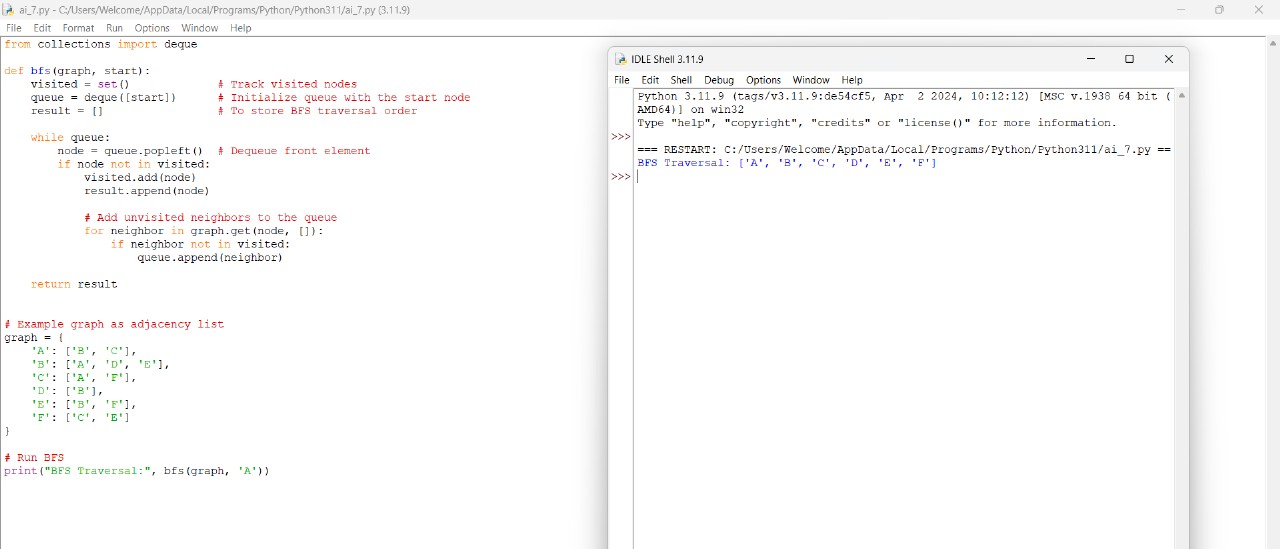 ai_7.py - C:/Users/Welcome/AppData/Local/Programs/Python/Python311/ai_7.py (3.11.9)
File Edit Format Run Options Window Help
from collections import deque
def bfs(graph, start):
    visited = set()             # Track visited nodes
    queue = deque([start])      # Initialize queue with the start node
    result = []                 # To store BFS traversal order
    while queue:
        node = queue.popleft()  # Dequeue front element
        if node not in visited:
            visited.add(node)
            result.append(node)
            # Add unvisited neighbors to the queue
            for neighbor in graph.get(node, []):
                if neighbor not in visited:
                    queue.append(neighbor)
    return result
# Example graph as adjacency list
graph = {
    'A': ['B', 'C'],
    'B': ['A', 'D', 'E'],
    'C': ['A', 'F'],
    'D': ['B'],
    'E': ['B', 'F'],
    'F': ['C', 'E']
}
# Run BFS
print("BFS Traversal:", bfs(graph, 'A'))
IDLE Shell 3.11.9
File Edit Shell Debug Options Window Help
Python 3.11.9 (tags/v3.11.9:de54cf5, Apr  2 2024, 10:12:12) [MSC v.1938 64 bit (
AMD64)] on win32
Type "help", "copyright", "credits" or "license()" for more information.
>>>
=== RESTART: C:/Users/Welcome/AppData/Local/Programs/Python/Python311/ai_7.py ==
BFS Traversal: ['A', 'B', 'C', 'D', 'E', 'F']
>>>